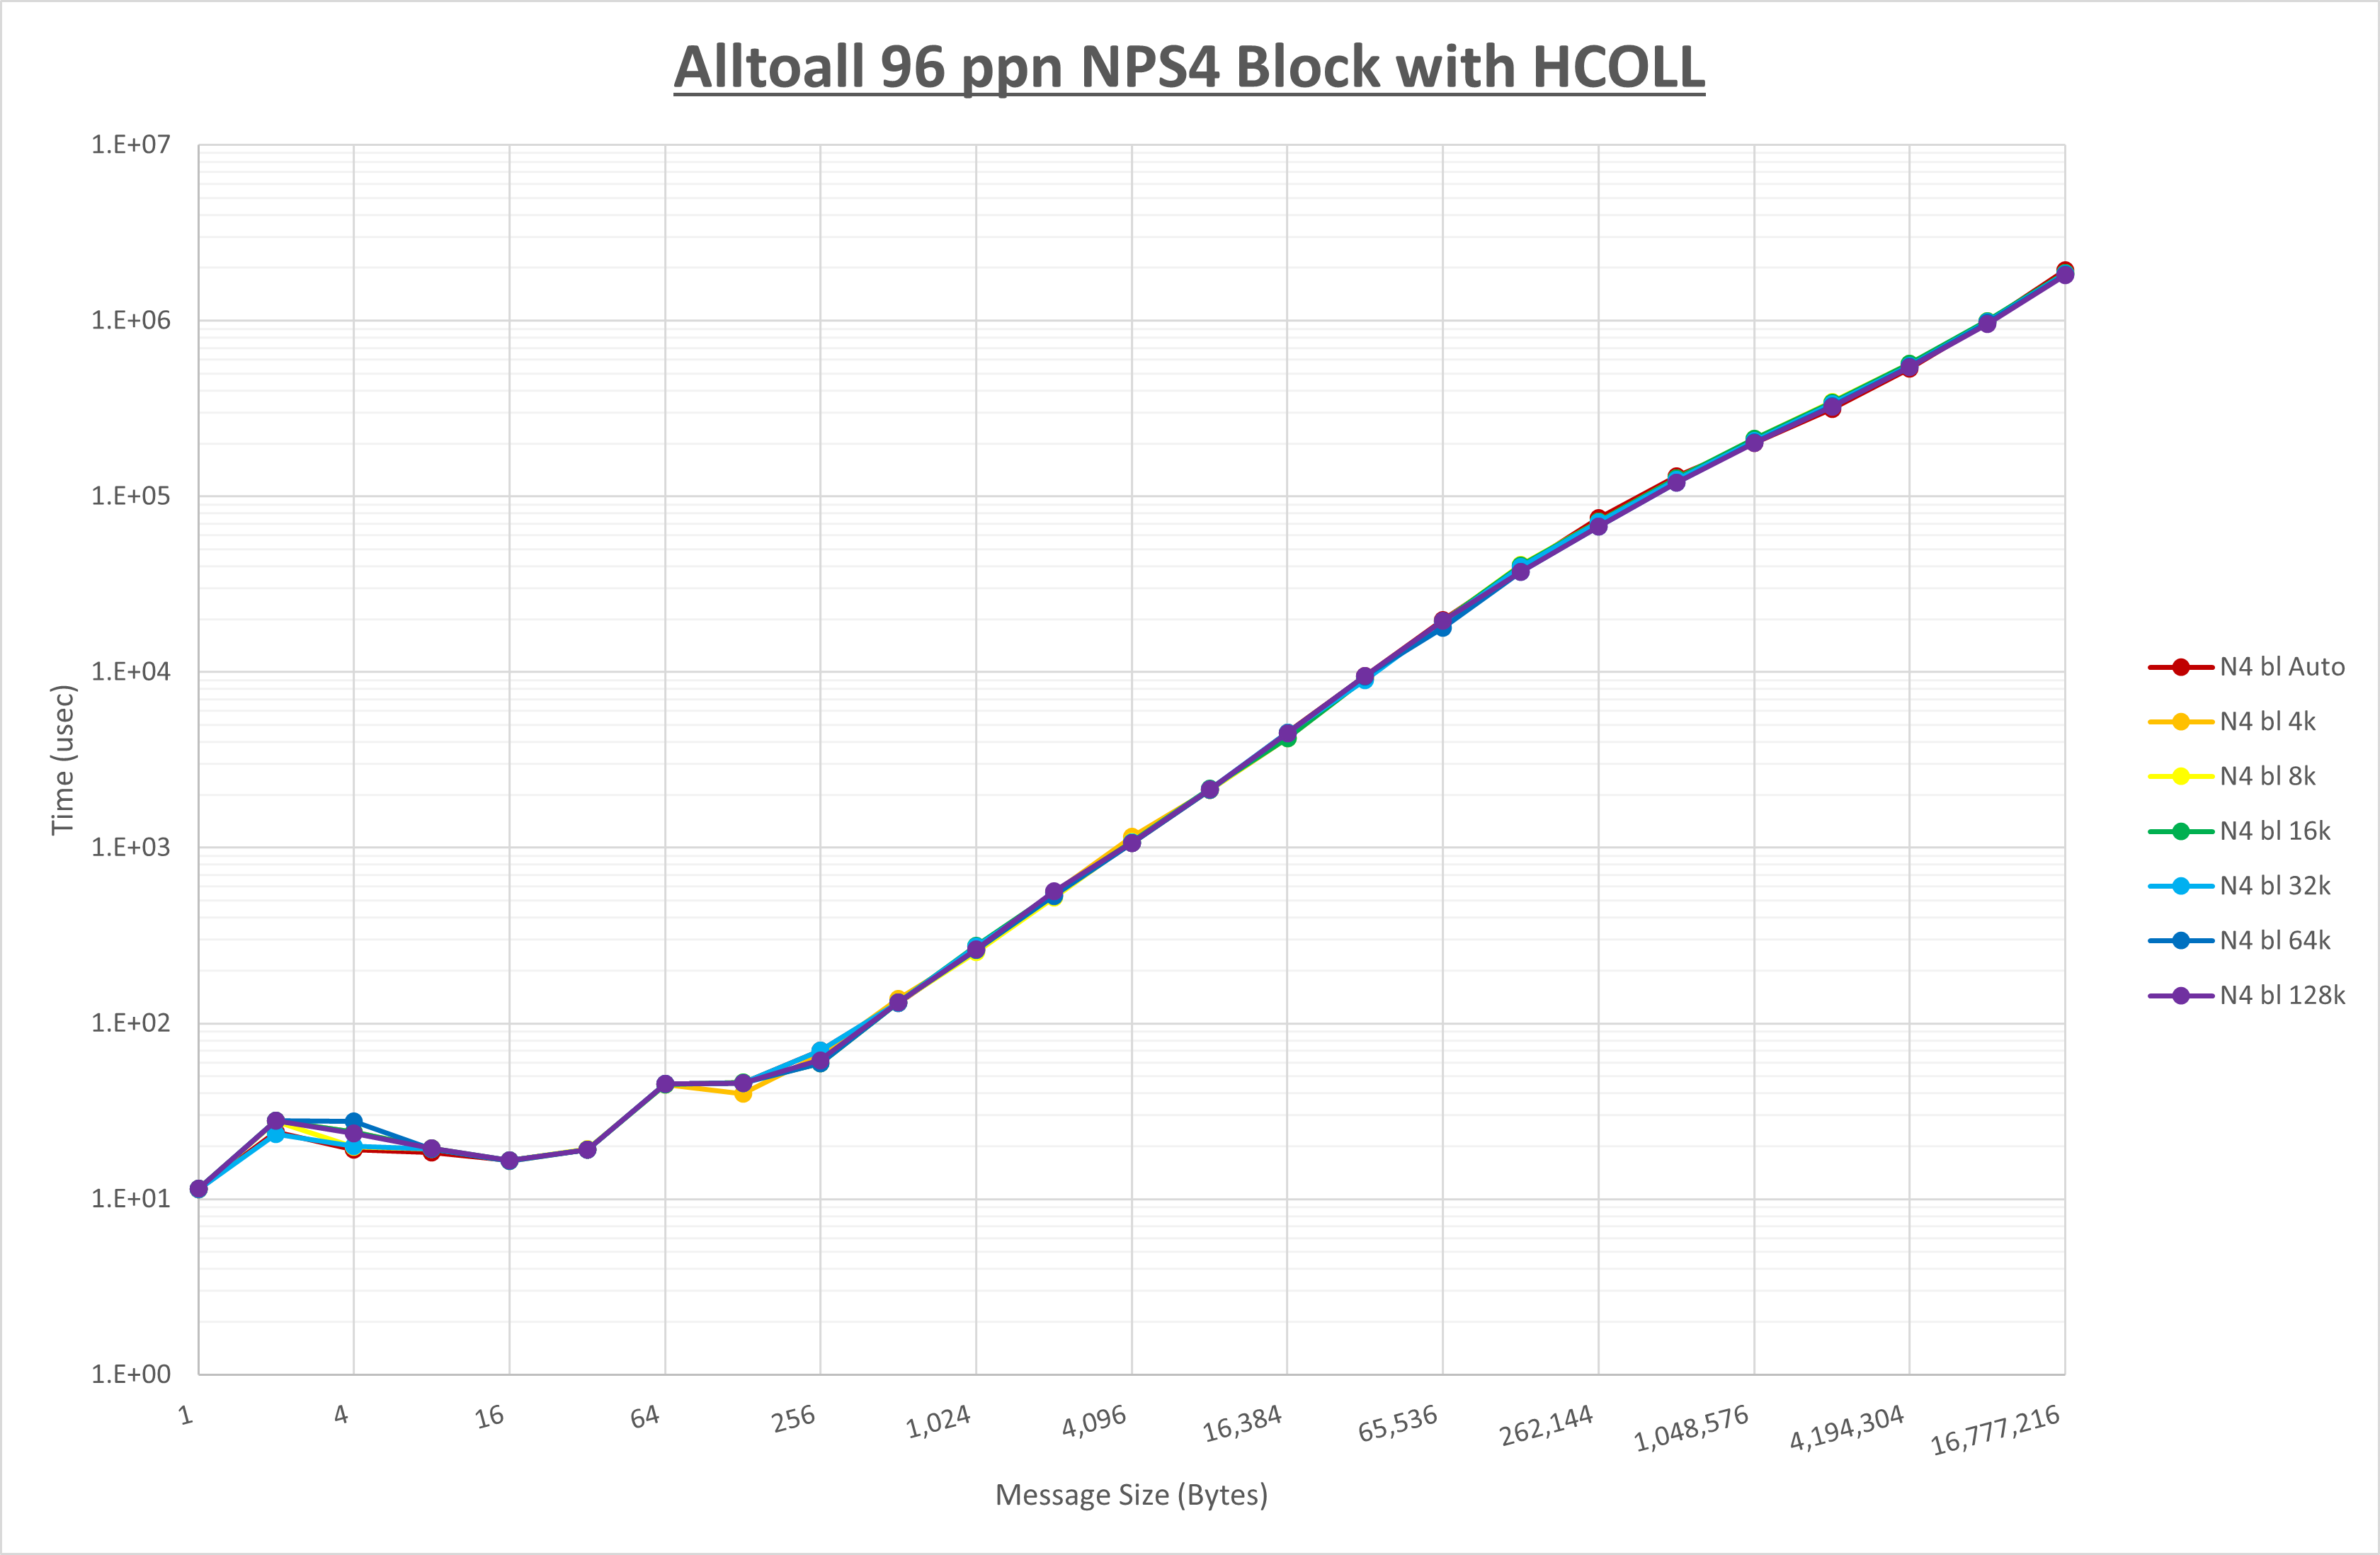 Alltoall 96 ppn NPS4 Block with HCOLL
1.E+07
1.E+06
1.E+05
1.E+04
1.E+03
1.E+02
1.E+01
1.E+00
Time (usec)
1
4
16
64
256
1,024
4,096
16,384
65,536
262,144
1,048,576
4,194,304
16,777,216
Message Size (Bytes)
N4 bl Auto
N4 bl 4k
N4 bl 8k
N4 bl 16k
N4 bl 32k
N4 bl 64k
N4 bl 128k